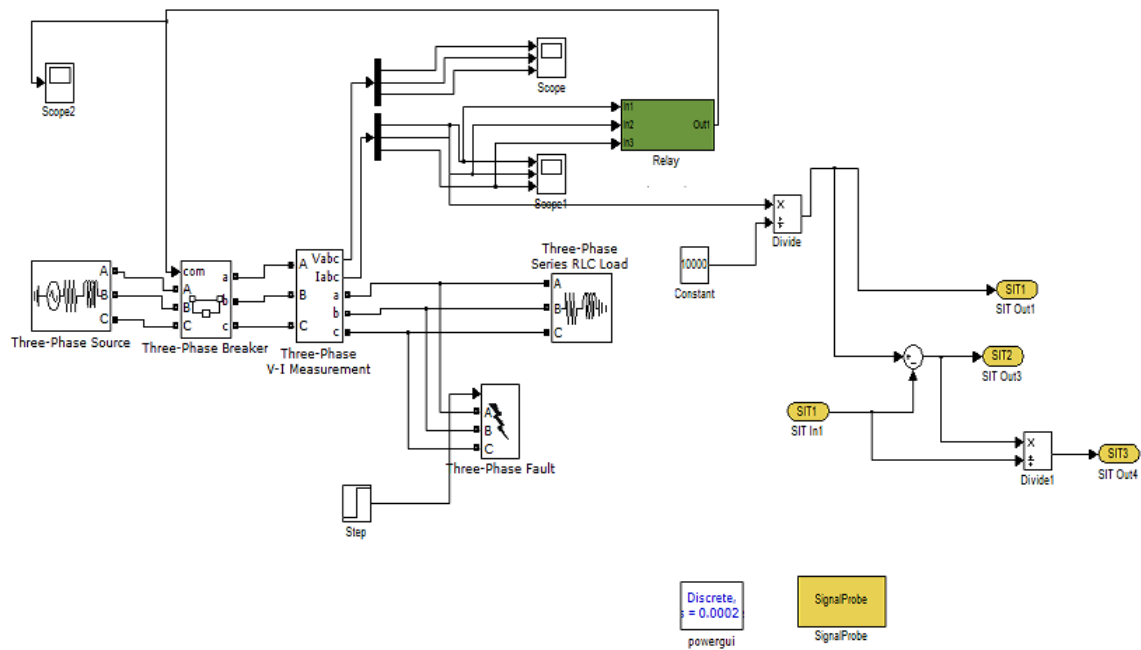 Scope2
Scope
In1
In2
In3
Out1
Relay
Scope1
×
÷
Divide
10000
Constant
Three-Phase Source
A
B
C
com
A
B
C
a
b
c
Three-Phase Breaker
A
B
C
Vabc
Iabc
a
b
c
Three-Phase
V-I Measurement
Three-Phase
Series RLC Load
A
B
C
SIT1
SIT Out1
SIT2
SIT Out3
SIT1
SIT In1
×
÷
Divide1
SIT3
SIT Out4
A
B
C
Three-Phase Fault
Step
Discrete,
s = 0.0002
powergui
SignalProbe
SignalProbe